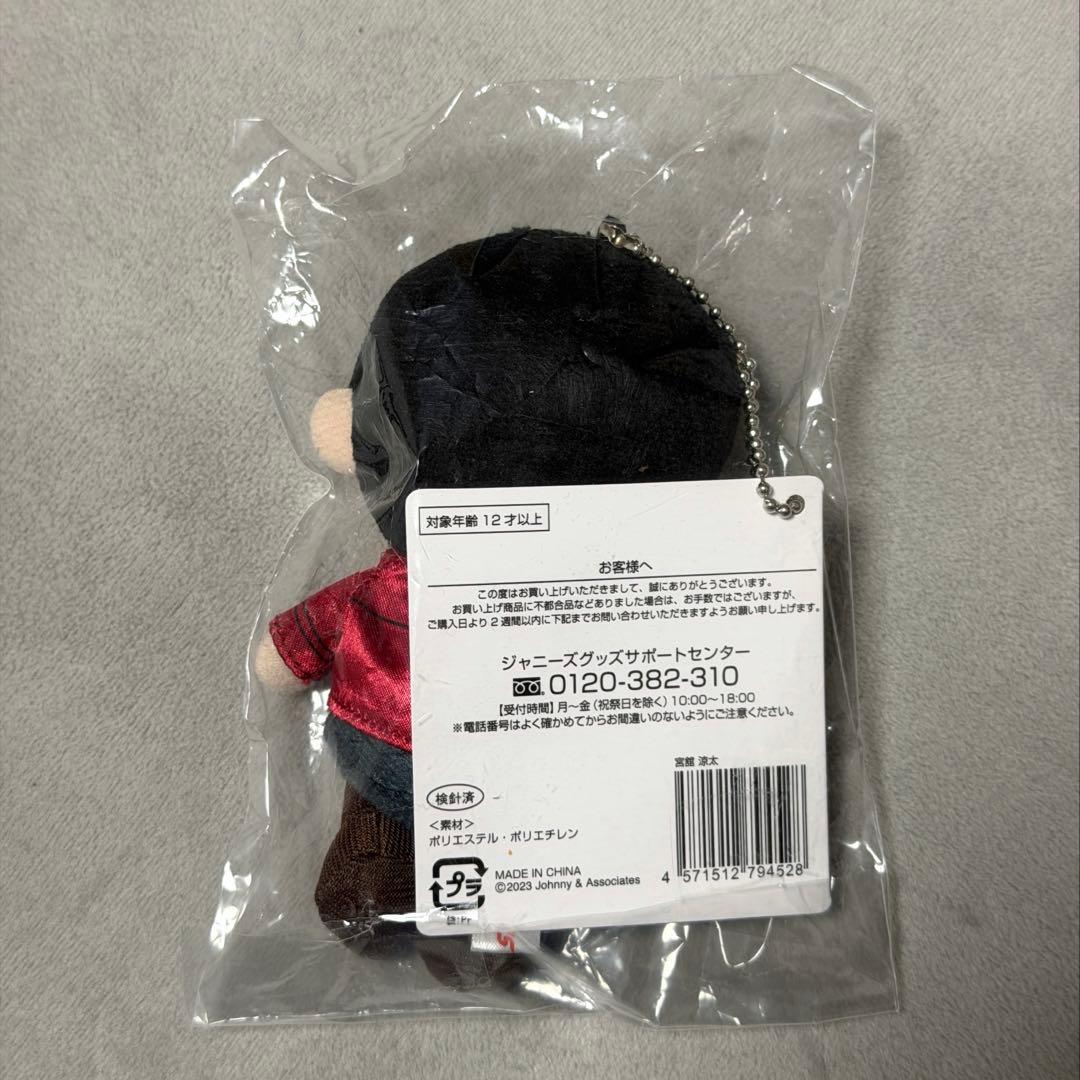 対象年齢 12才以上
お客様へ
この度はお買い上げいただきまして、誠にありがとうございます。
お買い上げ商品に不都合品などありました場合は、お手数ではございますが、
ご購入日より2週間以内に下記までお問い合わせいただきますようお願い申し上げます。
ジャニーズグッズサポートセンター
0120-382-310
【受付時間】月〜金（祝祭日を除く）10:00〜18:00
※電話番号はよく確かめてからお間違いのないようにご注意ください。
宮舘 涼太
検針済
＜素材＞
ポリエステル・ポリエチレン
プラ
MADE IN CHINA
©2023 Johnny & Associates
4 571512 794528